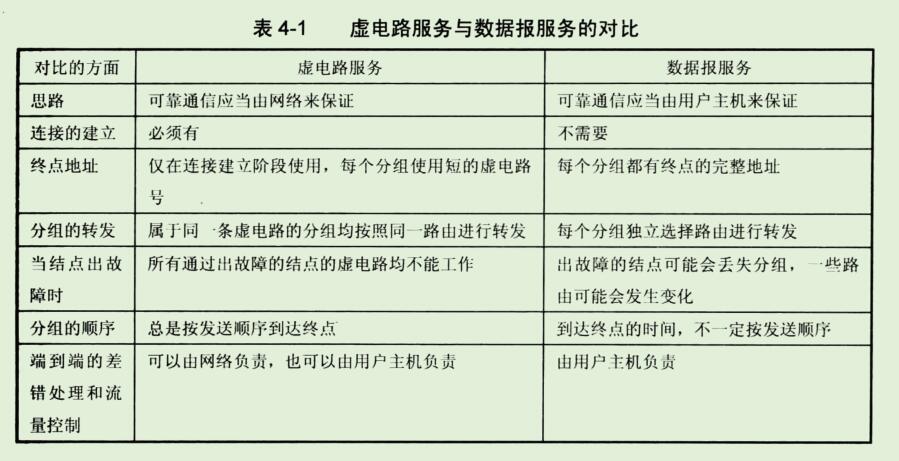 表 4-1 虚电路服务与数据报服务的对比
对比的方面 虚电路服务 数据报服务
思路 可靠通信应当由网络来保证 可靠通信应当由用户主机来保证
连接的建立 必须有 不需要
终点地址 仅在连接建立阶段使用，每个分组使用短的虚电路 每个分组都有终点的完整地址
号
分组的转发 属于同一条虚电路的分组均按照同一路由进行转发 每个分组独立选择路由进行转发
当结点出故 所有通过出故障的结点的虚电路均不能工作 出故障的结点可能会丢失分组，一些路
障时 由可能会发生变化
分组的顺序 总是按发送顺序到达终点 到达终点的时间，不一定按发送顺序
端到端的差 可以由网络负责，也可以由用户主机负责 由用户主机负责
错处理和流
量控制